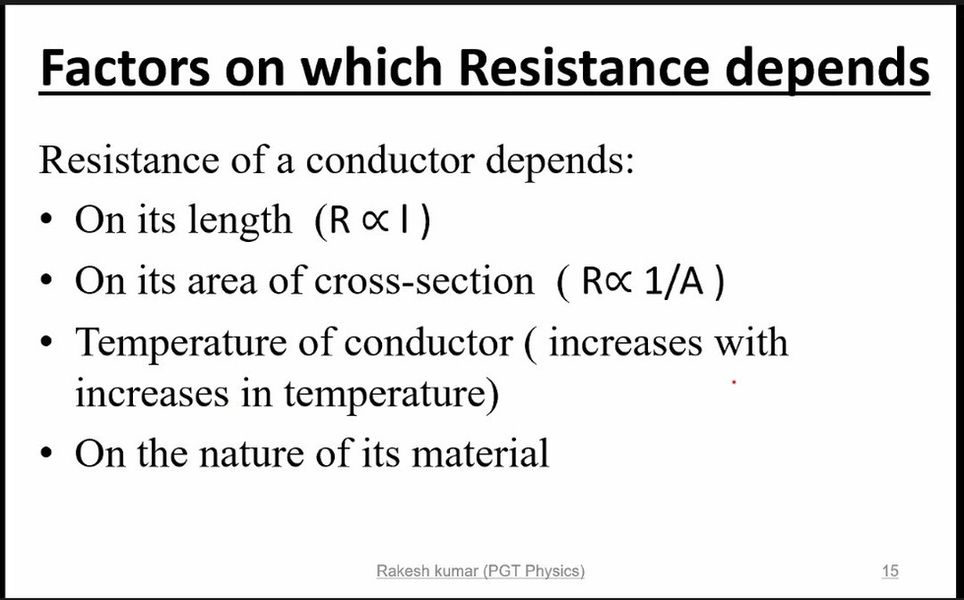 Factors on which Resistance depends
Resistance of a conductor depends:
• On its length (R ∝ l )
• On its area of cross-section ( R∝ 1/A )
• Temperature of conductor ( increases with
increases in temperature)
• On the nature of its material
Rakesh kumar (PGT Physics)
15